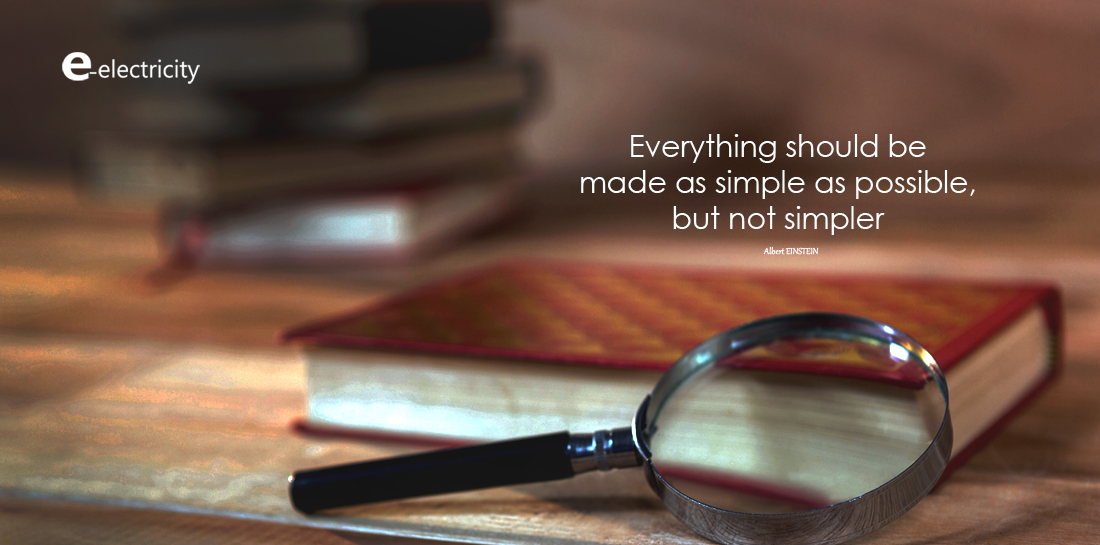 e-electricity
Everything should be
made as simple as possible,
but not simpler
Albert EINSTEIN